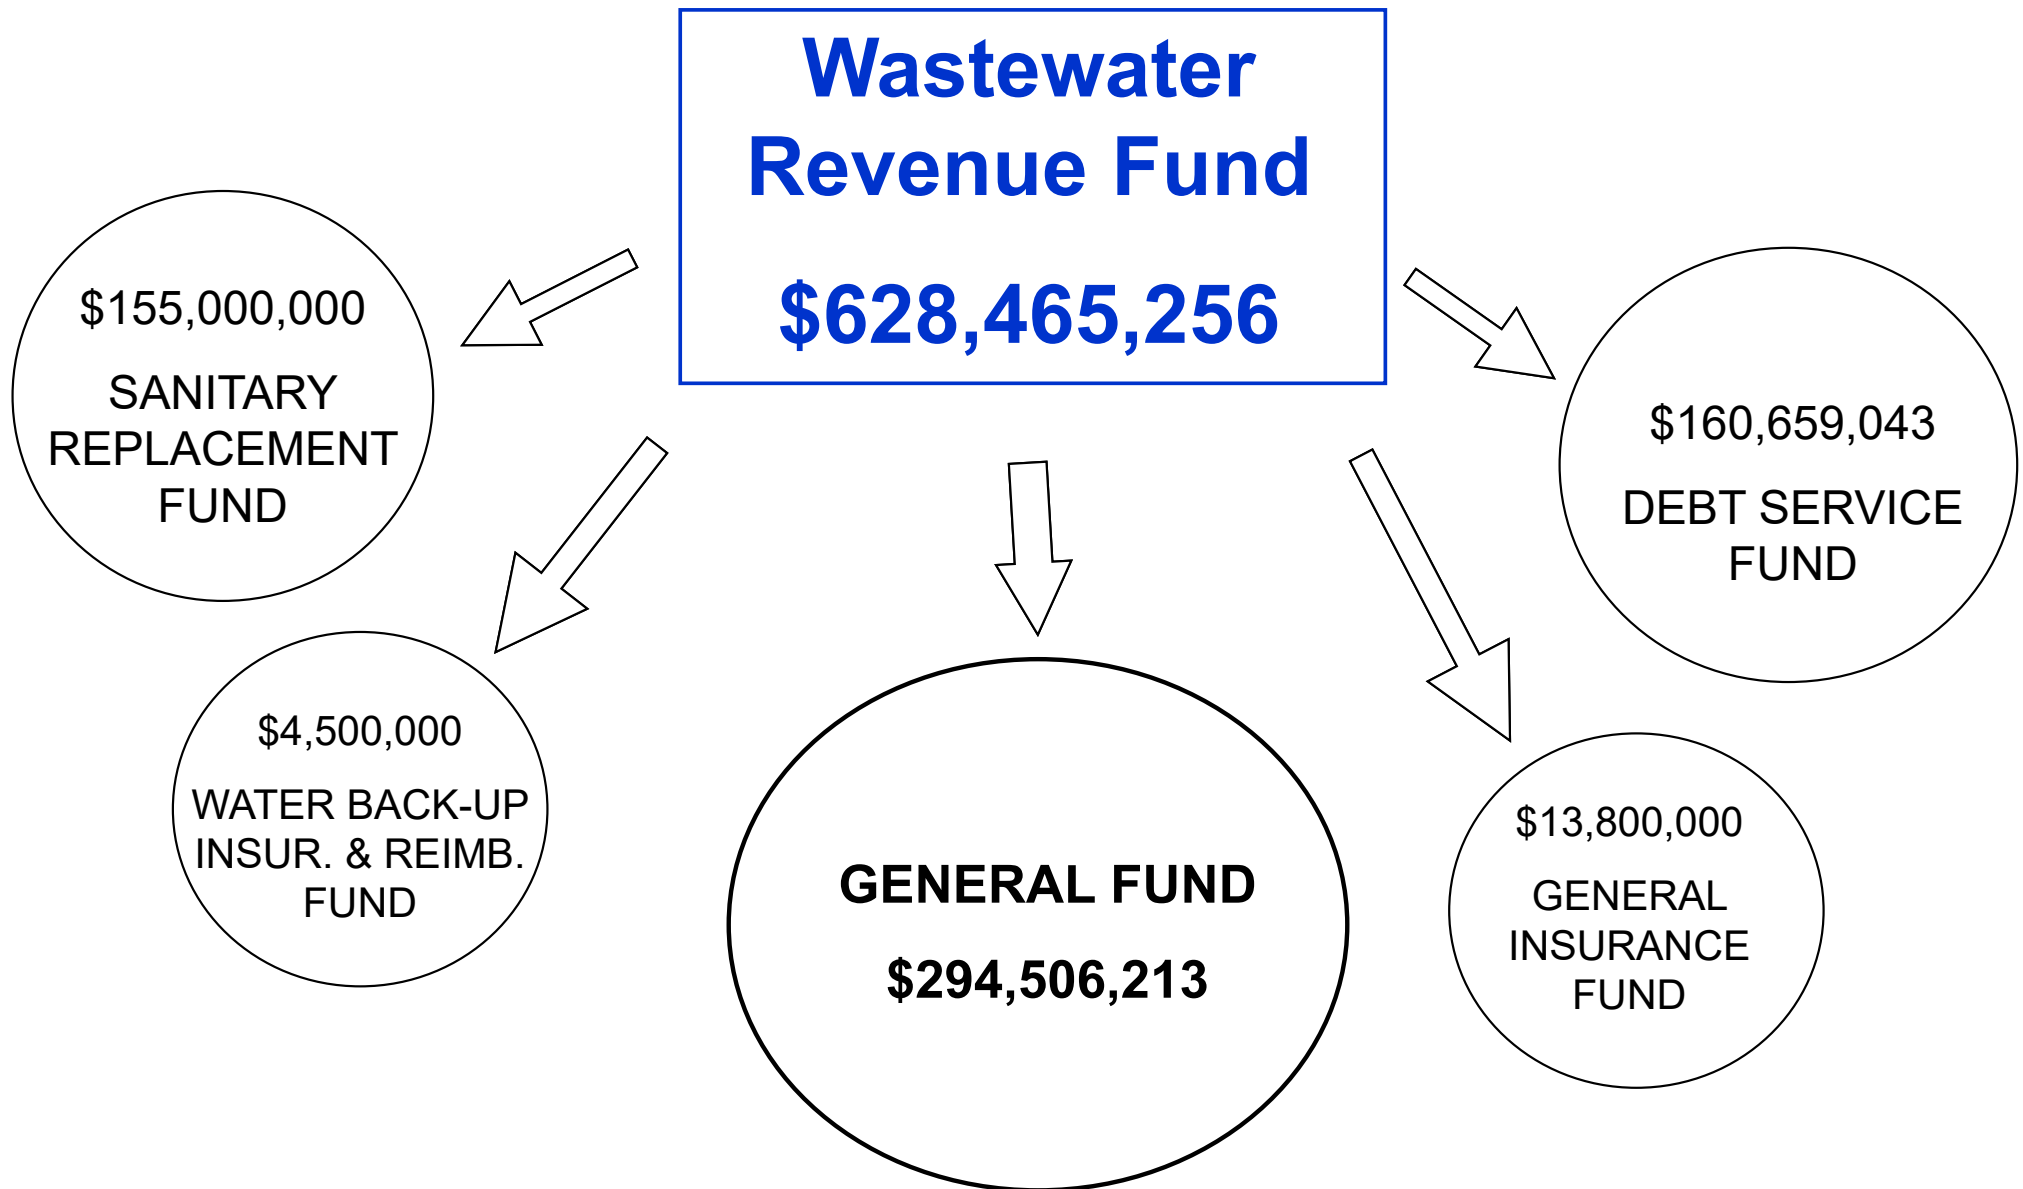 Wastewater
Revenue Fund
$628,465,256
$155,000,000
SANITARY
REPLACEMENT
FUND
$160,659,043
DEBT SERVICE
FUND
$4,500,000
WATER BACK-UP
INSUR. & REIMB.
FUND
GENERAL FUND
$294,506,213
$13,800,000
GENERAL
INSURANCE
FUND